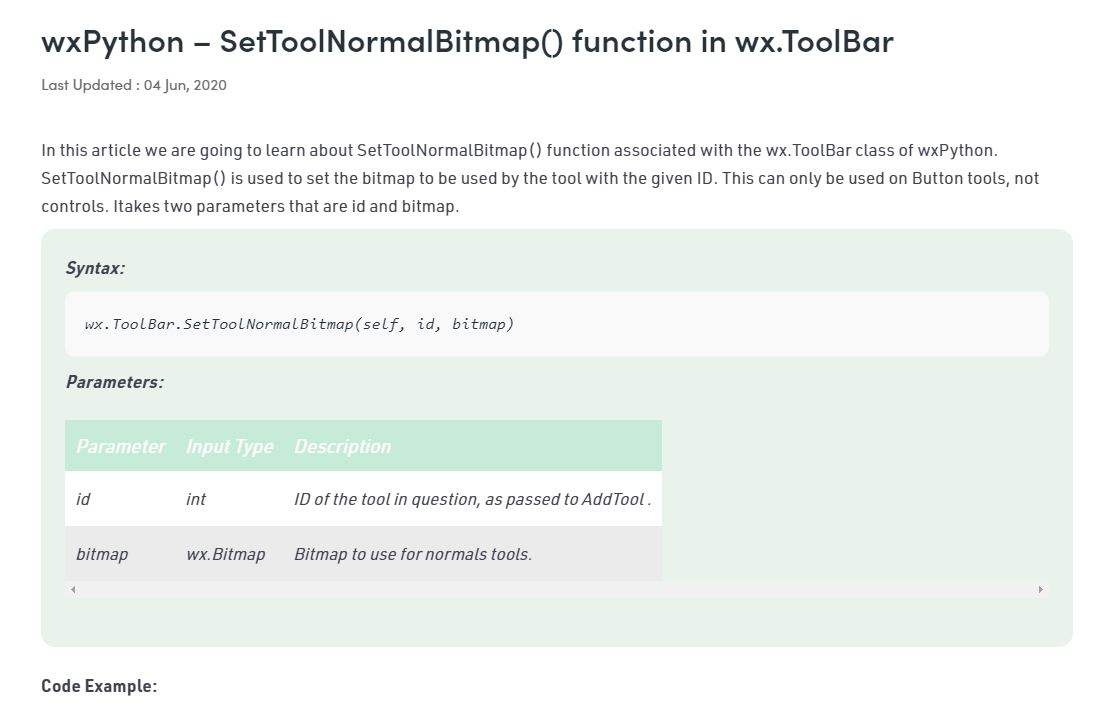 wxPython – SetToolNormalBitmap() function in wx.ToolBar
Last Updated : 04 Jun, 2020
In this article we are going to learn about SetToolNormalBitmap() function associated with the wx.ToolBar class of wxPython.
SetToolNormalBitmap() is used to set the bitmap to be used by the tool with the given ID. This can only be used on Button tools, not
controls. Itakes two parameters that are id and bitmap.
Syntax:
wx.ToolBar.SetToolNormalBitmap(self, id, bitmap)
Parameters:
Parameter Input Type Description
id int ID of the tool in question, as passed to AddTool .
bitmap wx.Bitmap Bitmap to use for normals tools.
Code Example: